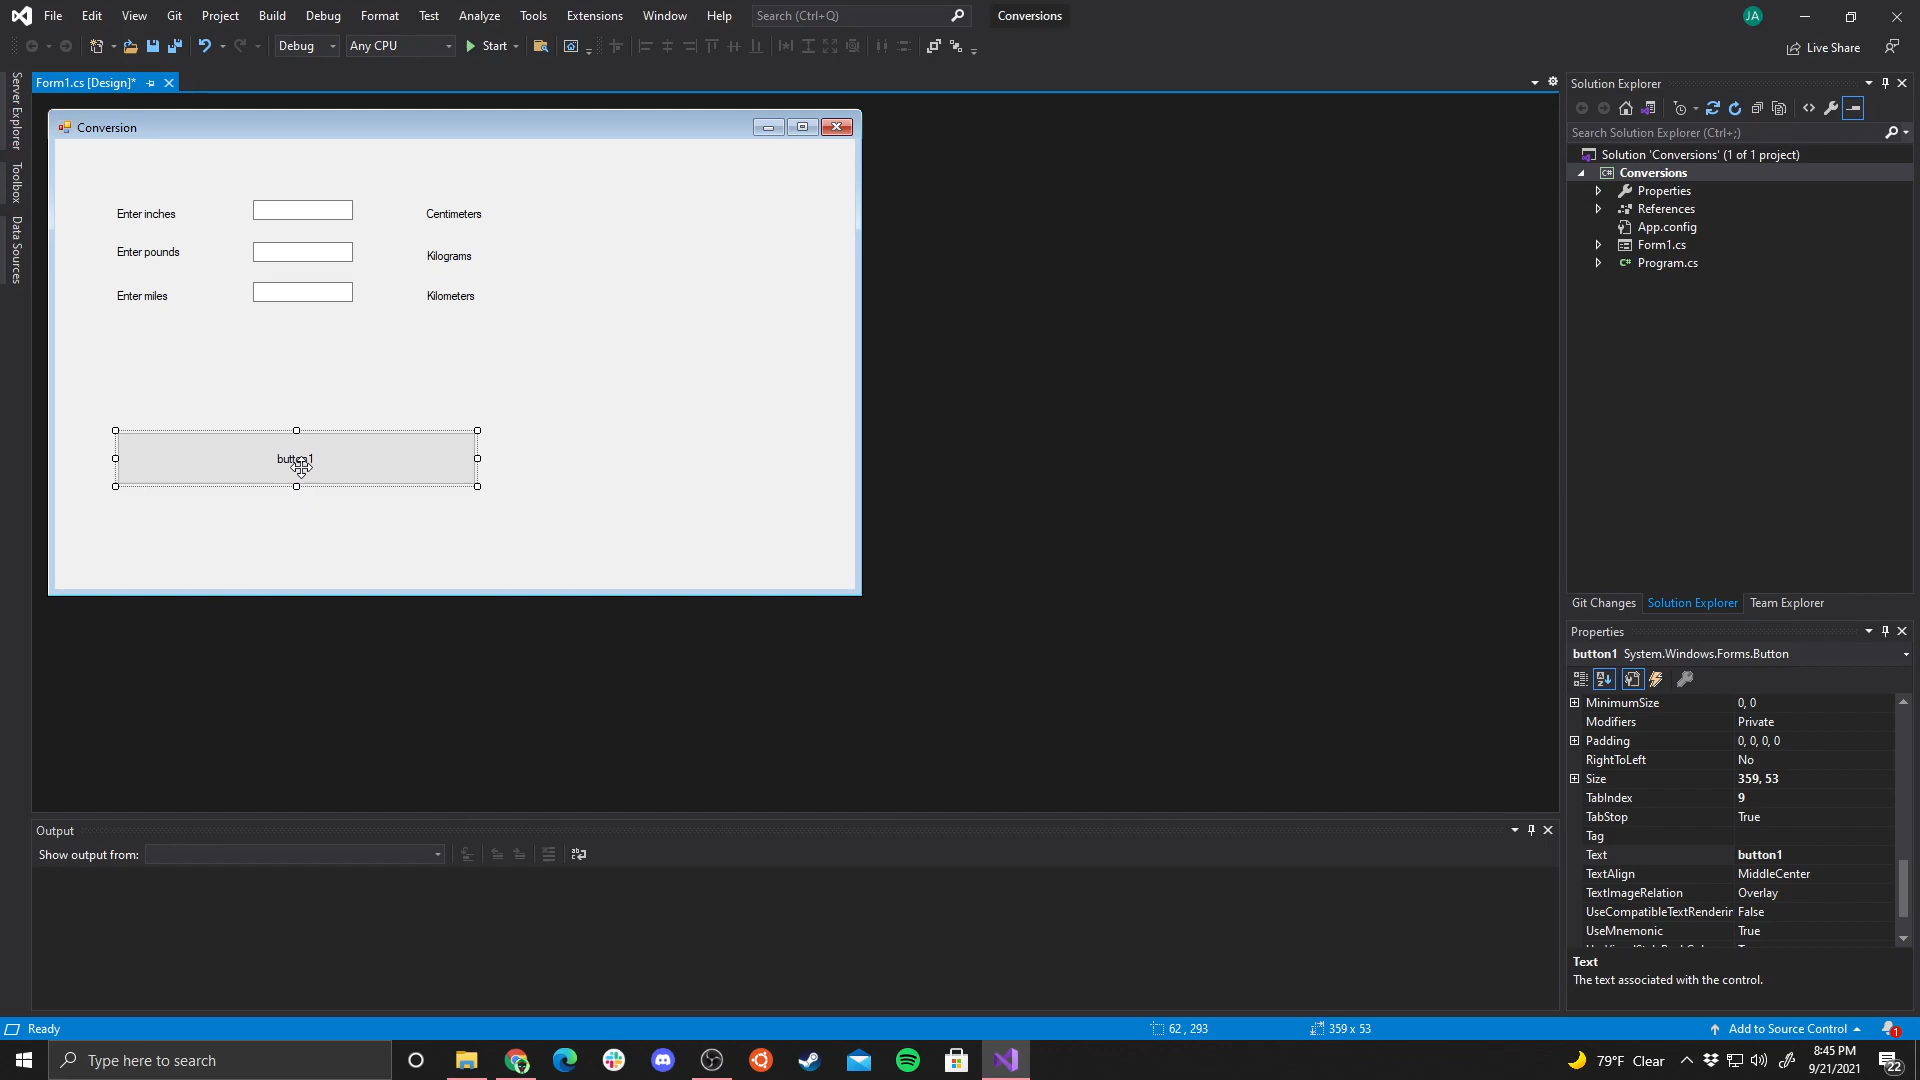 File Edit View Git Project Build Debug Format Test Analyze Tools Extensions Window Help Search (Ctrl+Q) Conversions JA
Debug Any CPU Start Live Share
Form1.cs [Design]*
Server Explorer
Toolbox
Data Sources
Conversion
Enter inches Centimeters
Enter pounds Kilograms
Enter miles Kilometers
button1
Output
Show output from:
Solution Explorer
Search Solution Explorer (Ctrl+;)
Solution 'Conversions' (1 of 1 project)
C# Conversions
Properties
References
App.config
Form1.cs
C# Program.cs
Git Changes Solution Explorer Team Explorer
Properties
button1 System.Windows.Forms.Button
MinimumSize 0, 0
Modifiers Private
Padding 0, 0, 0, 0
RightToLeft No
Size 359, 53
TabIndex 9
TabStop True
Tag
Text button1
TextAlign MiddleCenter
TextImageRelation Overlay
UseCompatibleTextRenderin False
UseMnemonic True
Text
The text associated with the control.
Ready 62 , 293 359 x 53 Add to Source Control 1
Type here to search 79°F Clear 8:45 PM
9/21/2021 22